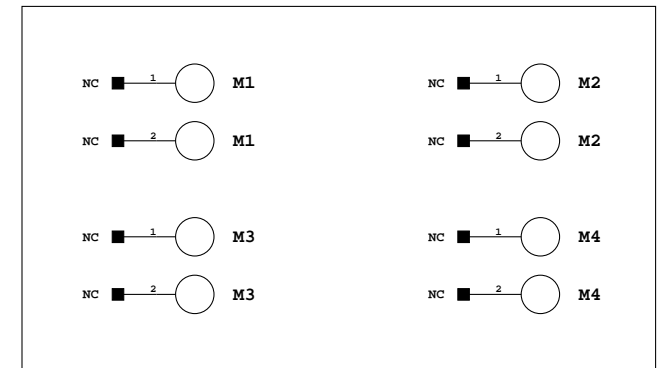 NC 1 M1 NC 1 M2
NC 2 M1 NC 2 M2
NC 1 M3 NC 1 M4
NC 2 M3 NC 2 M4